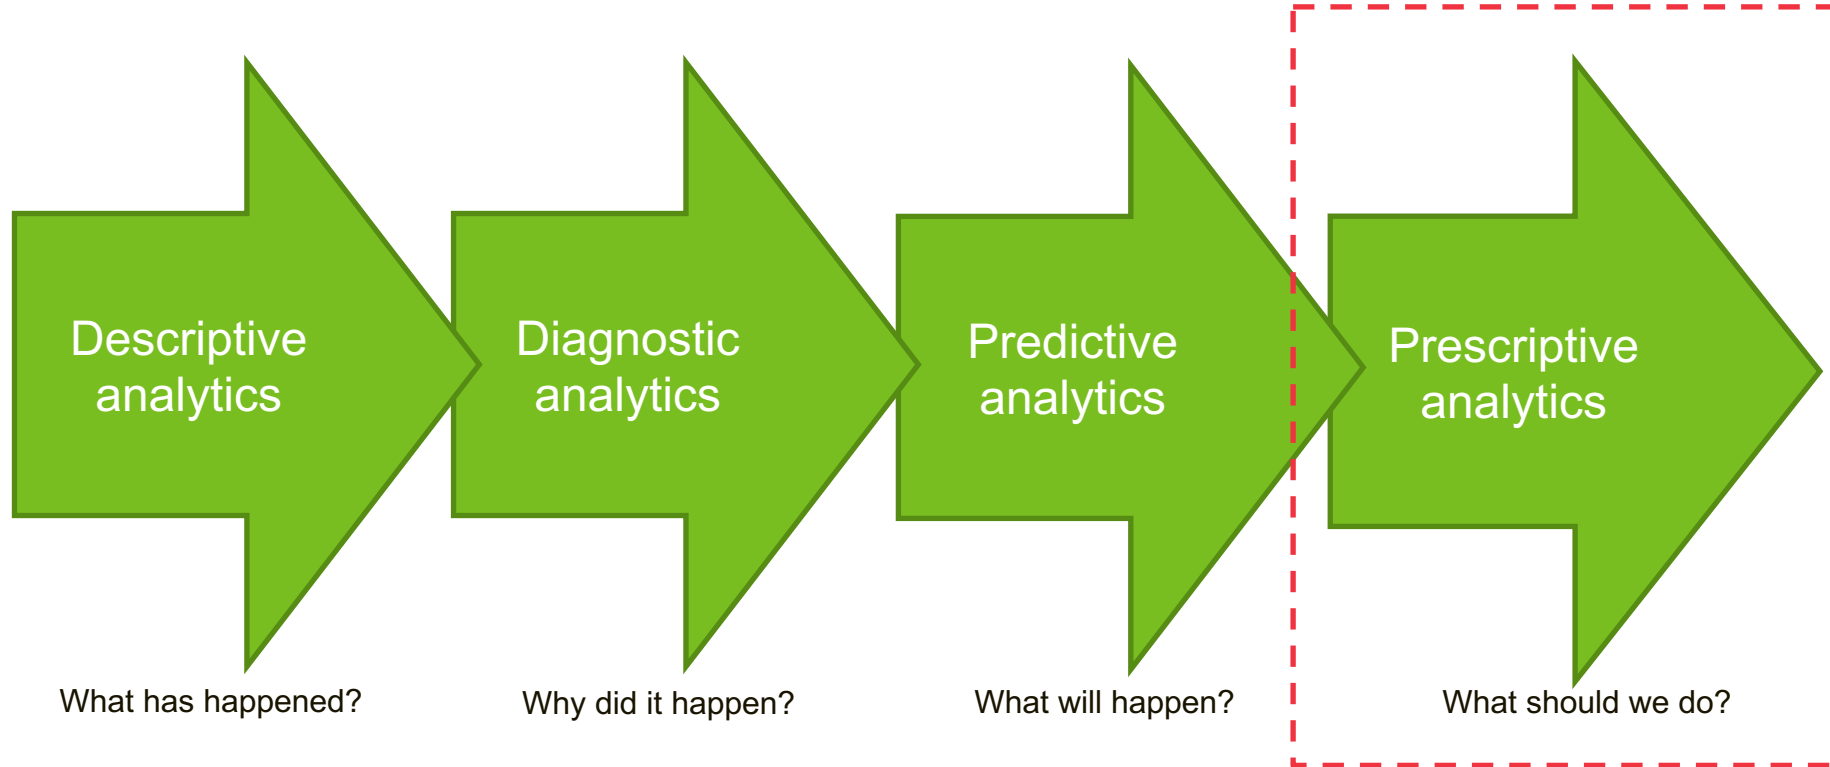 Descriptive
analytics
Diagnostic
analytics
Predictive
analytics
Prescriptive
analytics
What has happened?
Why did it happen?
What will happen?
What should we do?